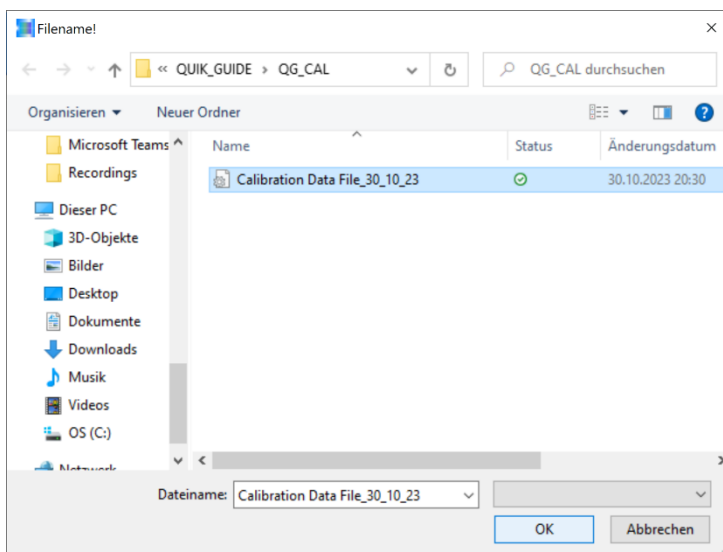 Filename!
« QUIK_GUIDE › QG_CAL
QG_CAL durchsuchen
Organisieren
Neuer Ordner
Microsoft Teams
Recordings
Dieser PC
3D-Objekte
Bilder
Desktop
Dokumente
Downloads
Musik
Videos
OS (C:)
Netzwerk
Name Status Änderungsdatum
Calibration Data File_30_10_23 30.10.2023 20:30
Dateiname: Calibration Data File_30_10_23
OK Abbrechen